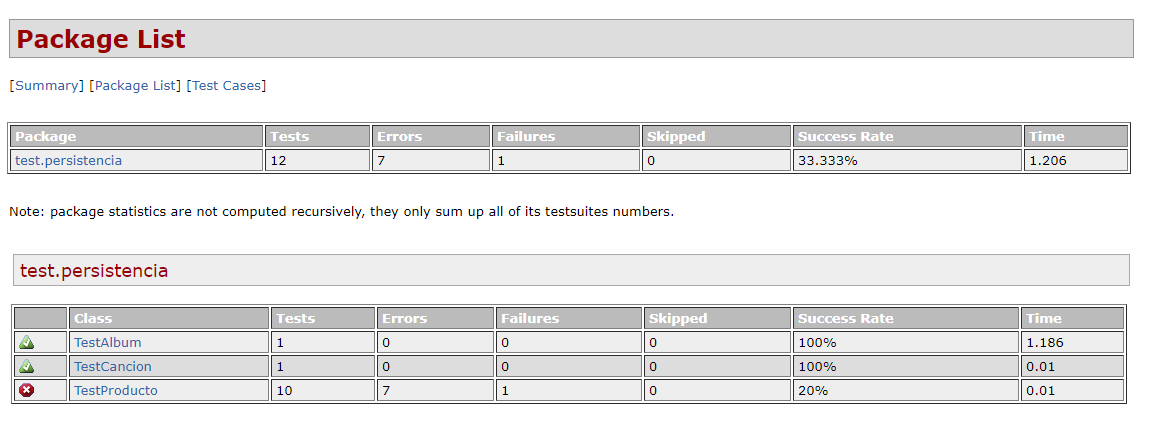 Package List
[Summary] [Package List] [Test Cases]
Package Tests Errors Failures Skipped Success Rate Time
test.persistencia 12 7 1 0 33.333% 1.206
Note: package statistics are not computed recursively, they only sum up all of its testsuites numbers.
test.persistencia
Class Tests Errors Failures Skipped Success Rate Time
TestAlbum 1 0 0 0 100% 1.186
TestCancion 1 0 0 0 100% 0.01
TestProducto 10 7 1 0 20% 0.01